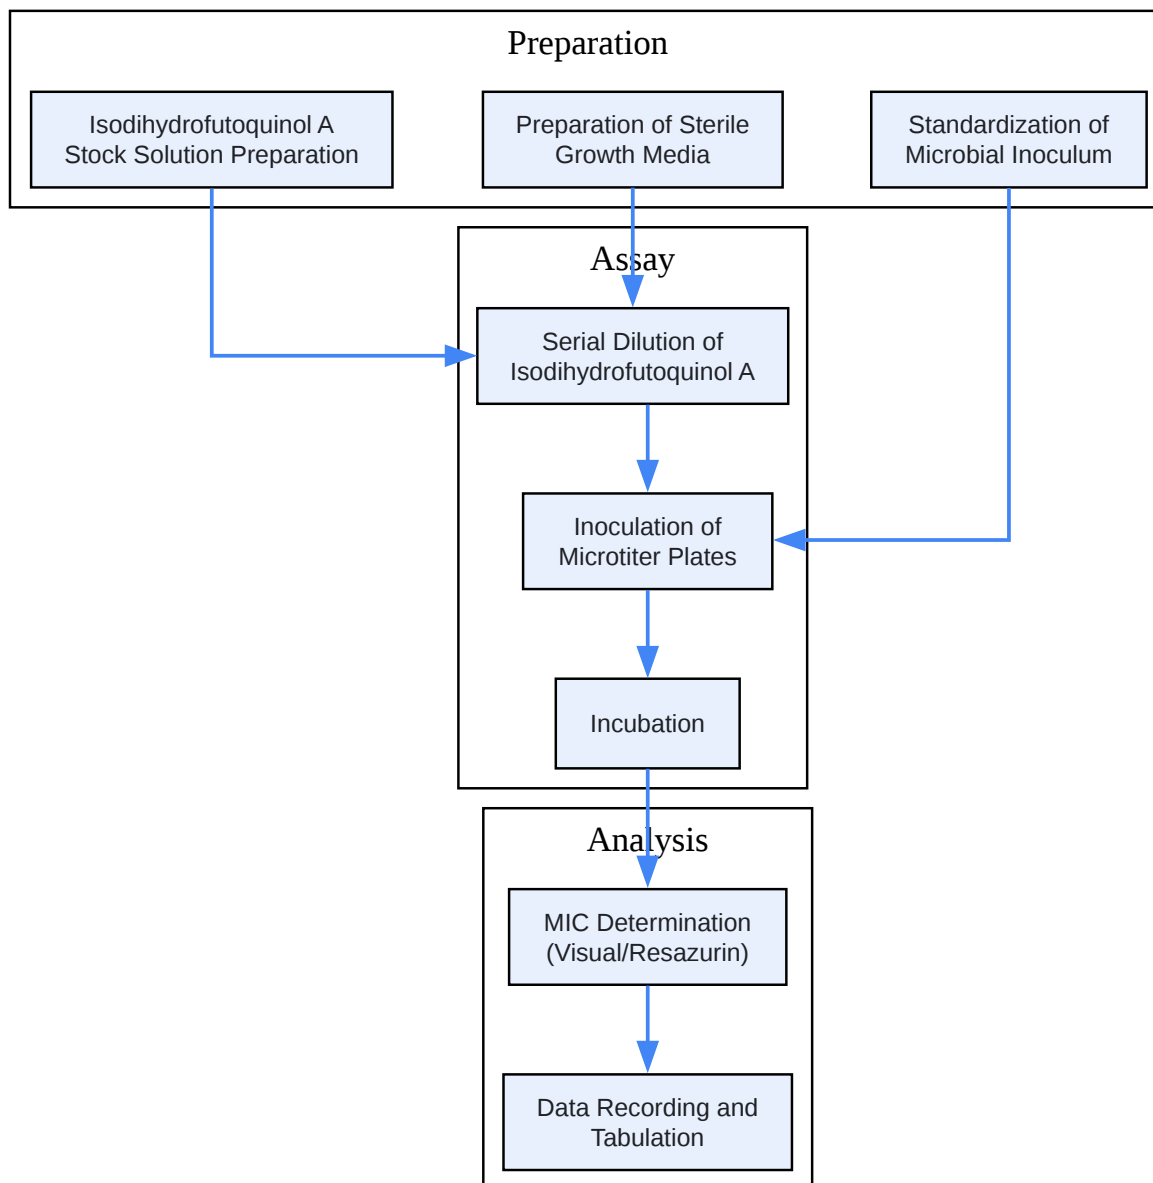 Preparation
Isodihydrofutoquinol A
Stock Solution Preparation
Preparation of Sterile
Growth Media
Standardization of
Microbial Inoculum
Assay
Serial Dilution of
Isodihydrofutoquinol A
Inoculation of
Microtiter Plates
Incubation
Analysis
MIC Determination
(Visual/Resazurin)
Data Recording and
Tabulation